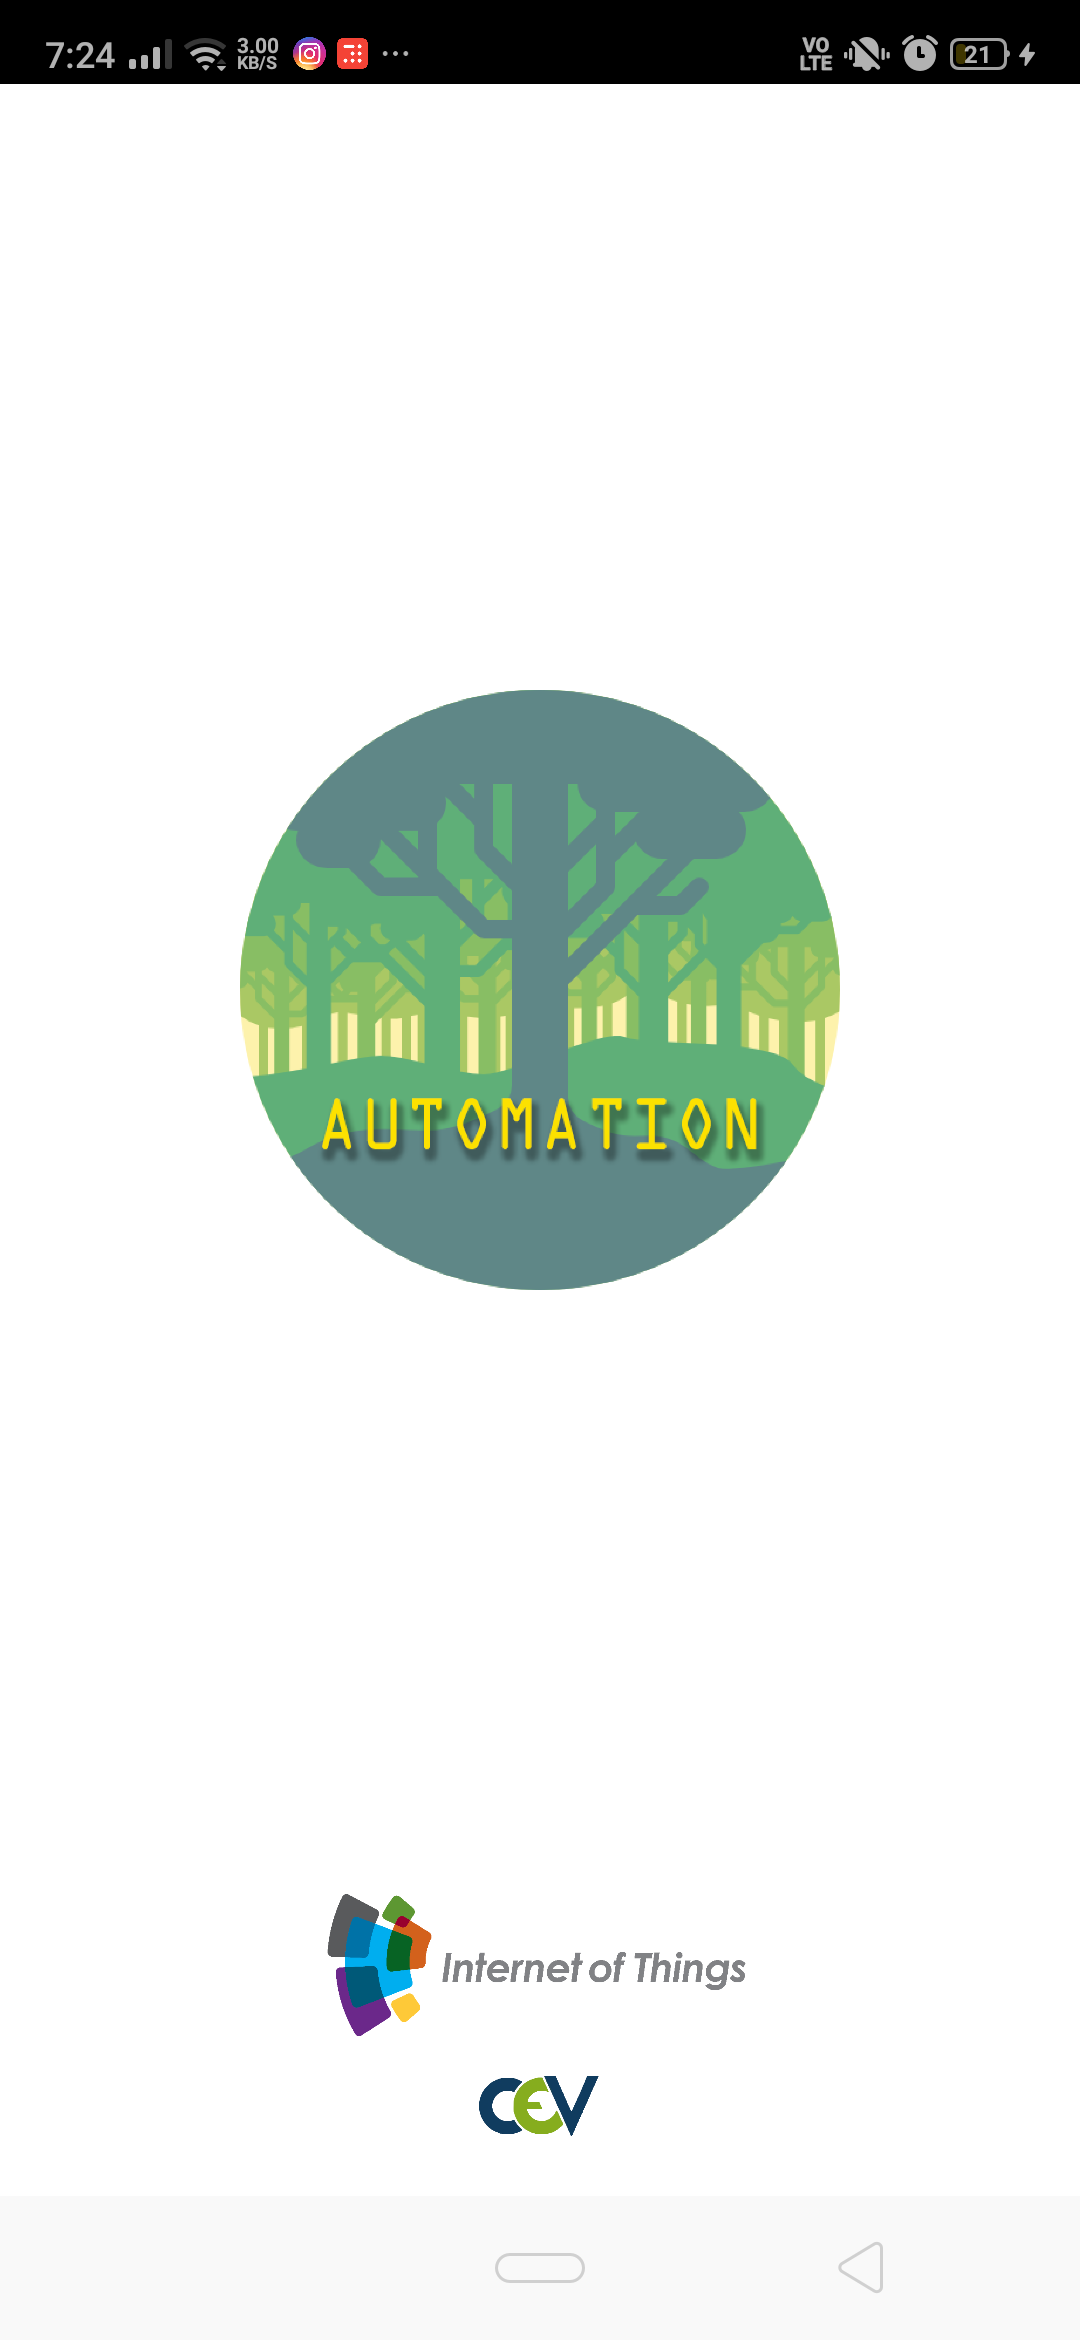 7:24
3.00
KB/S
VO
LTE
21
AUTOMATION
Internet of Things
CEV